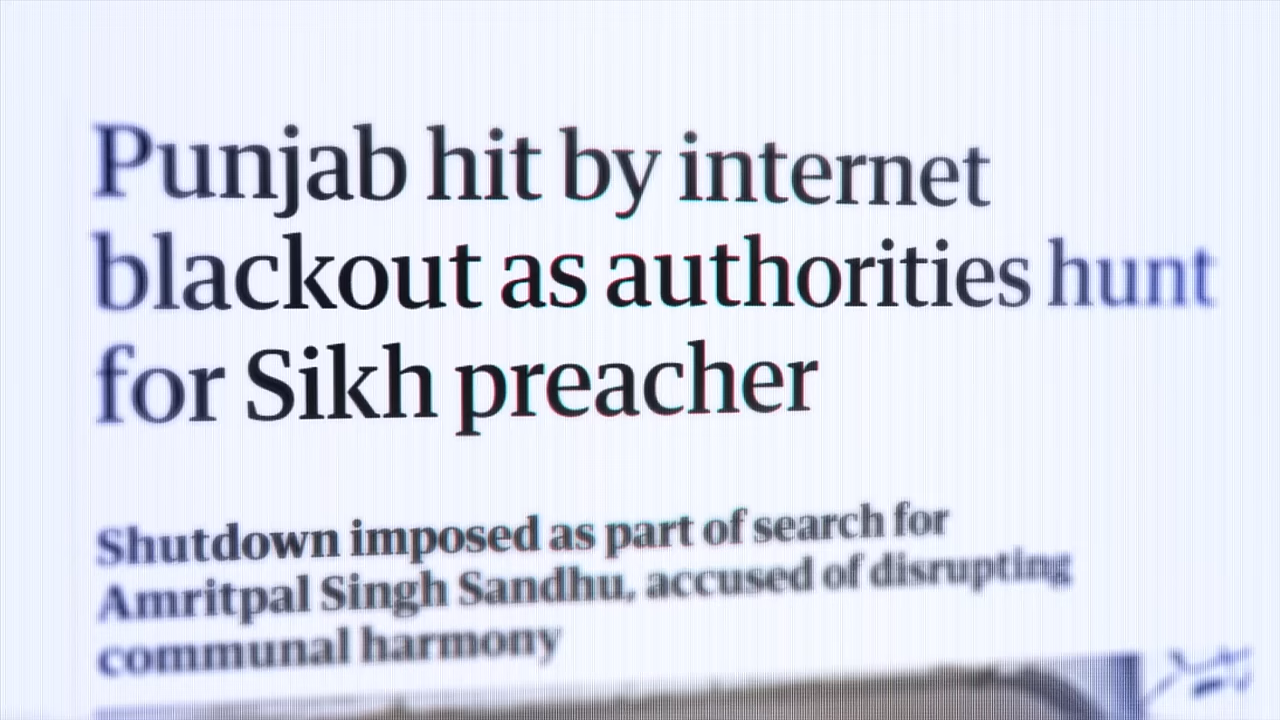 Punjab hit by internet
blackout as authorities hunt
for Sikh preacher
Shutdown imposed as part of search for
Amritpal Singh Sandhu, accused of disrupting
communal harmony